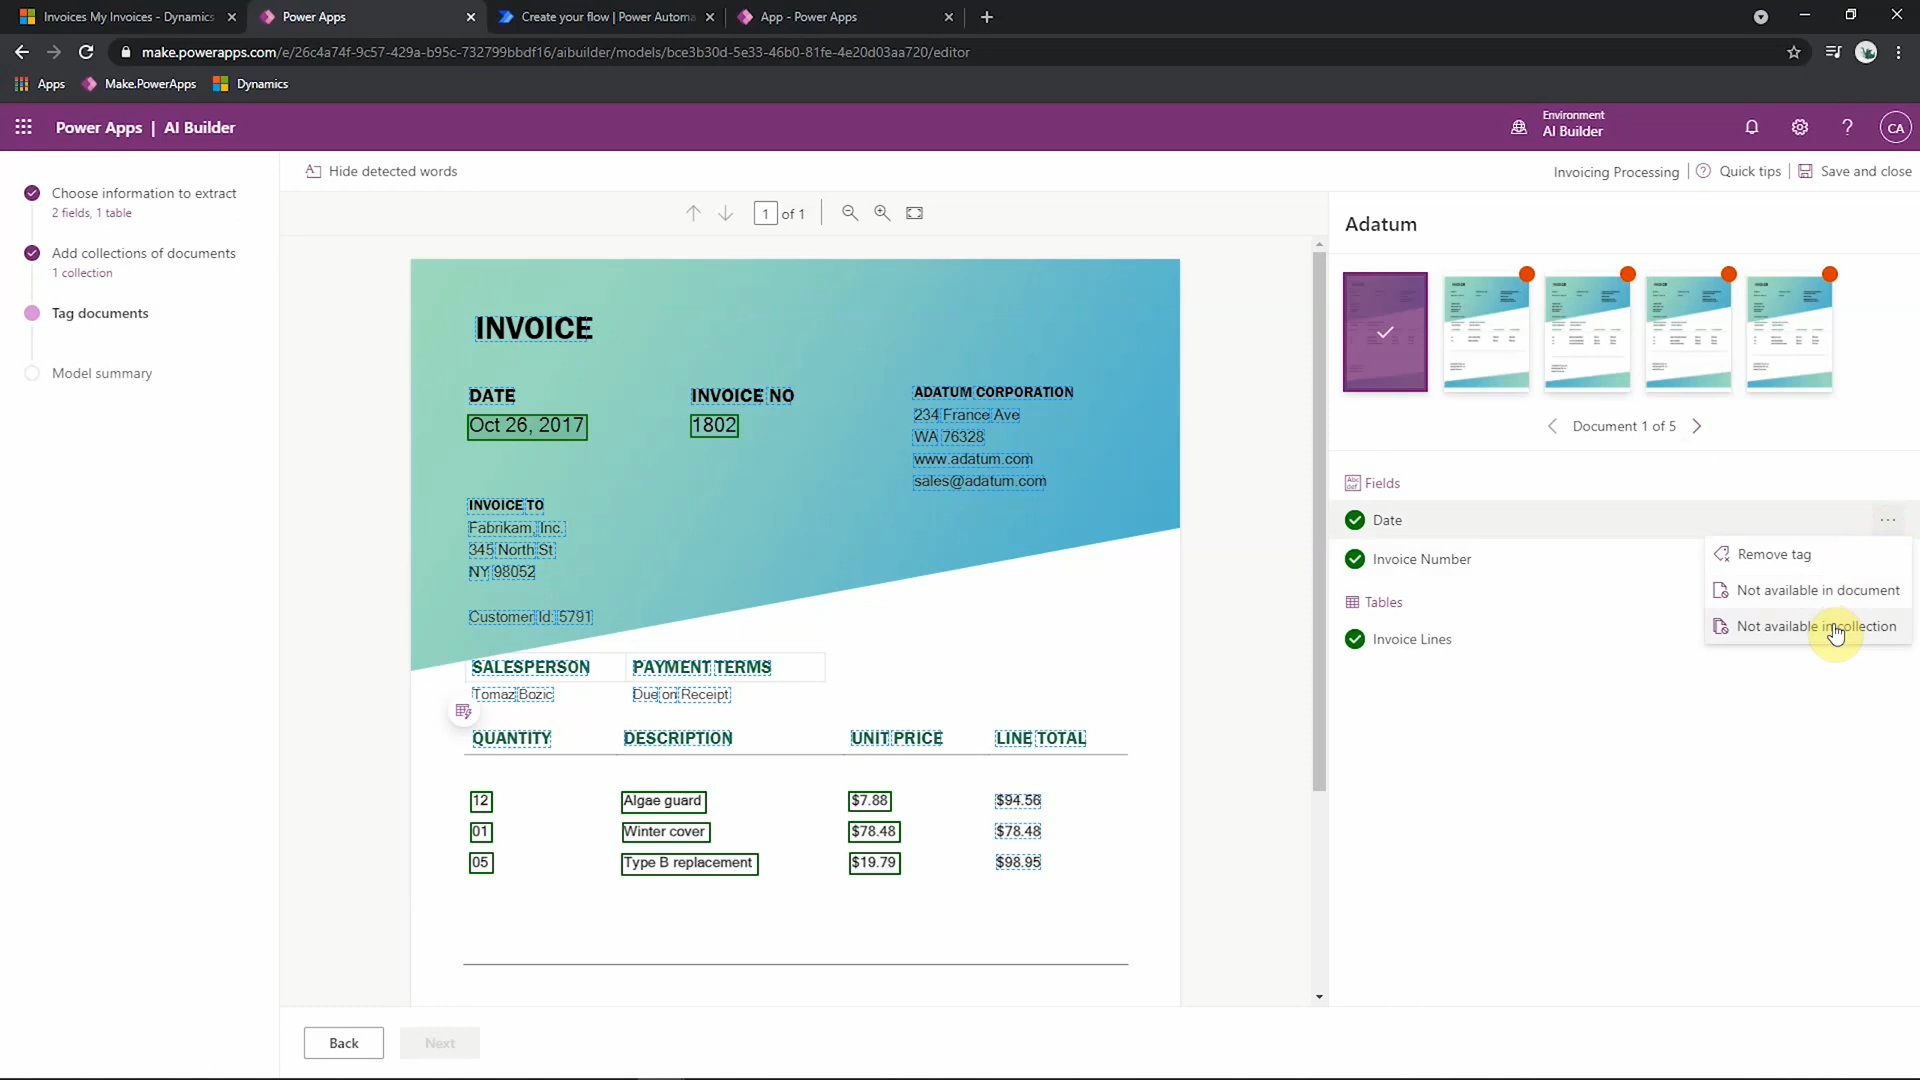 Invoices My Invoices - Dynamics
Power Apps
Create your flow | Power Automa
App - Power Apps
make.powerapps.com/e/26c4a74f-9c57-429a-b95c-732799bbdf16/aibuilder/models/bce3b30d-5e33-46b0-81fe-4e20d03aa720/editor
Apps
Make.PowerApps
Dynamics
Power Apps | AI Builder
Environment
AI Builder
CA
Choose information to extract
2 fields, 1 table
Add collections of documents
1 collection
Tag documents
Model summary
Hide detected words
Invoicing Processing
Quick tips
Save and close
1 of 1
INVOICE
DATE
INVOICE NO
ADATUM CORPORATION
Oct 26, 2017
1802
234 France Ave
WA 76328
www.adatum.com
sales@adatum.com
INVOICE TO
Fabrikam, Inc.
345 North St
NY 98052
Customer Id: 5791
SALESPERSON PAYMENT TERMS
Tomaz Bozic Due on Receipt
QUANTITY DESCRIPTION UNIT PRICE LINE TOTAL
12 Algae guard $7.88 $94.56
01 Winter cover $78.48 $78.48
05 Type B replacement $19.79 $98.95
Back
Next
Adatum
Document 1 of 5
Abc def
Fields
Date
...
Invoice Number
Tables
Invoice Lines
Remove tag
Not available in document
Not available in collection